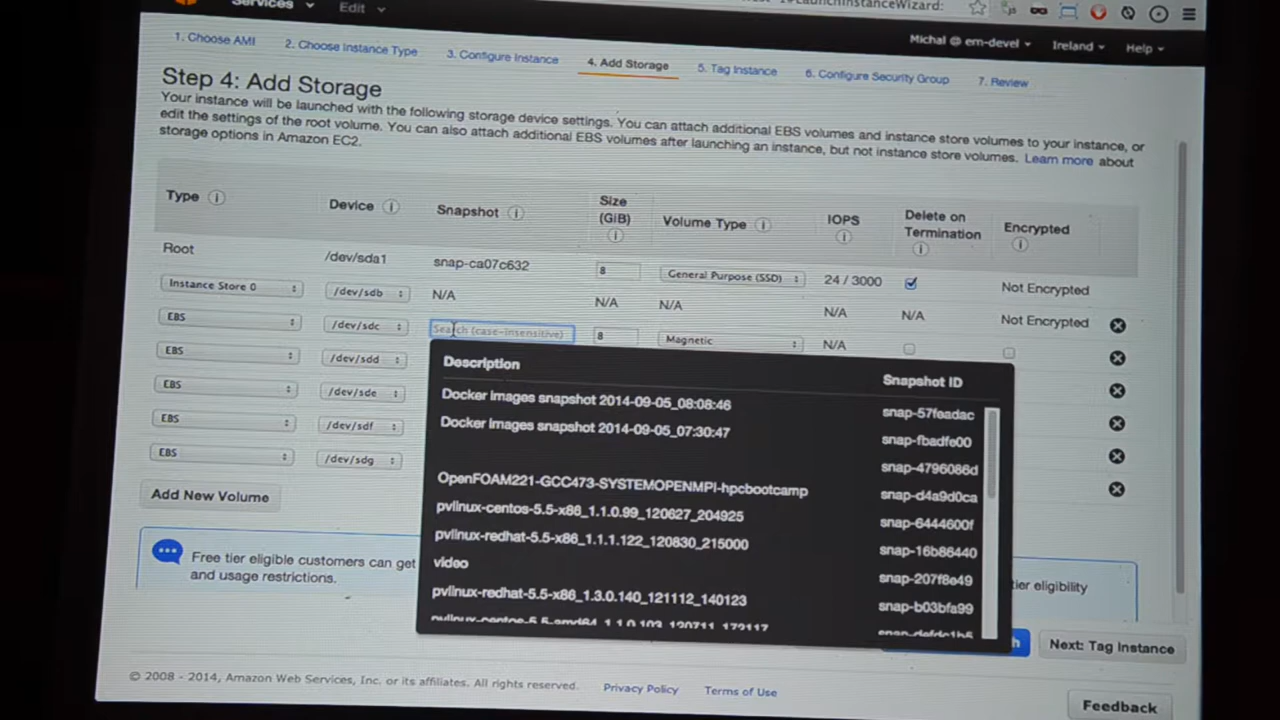 Services Edit
LaunchInstanceWizard:
Michal @ em-devel Ireland Help
1. Choose AMI 2. Choose Instance Type 3. Configure Instance 4. Add Storage 5. Tag Instance 6. Configure Security Group 7. Review
Step 4: Add Storage
Your instance will be launched with the following storage device settings. You can attach additional EBS volumes and instance store volumes to your instance, or
edit the settings of the root volume. You can also attach additional EBS volumes after launching an instance, but not instance store volumes. Learn more about
storage options in Amazon EC2.
Type Device Snapshot Size (GiB) Volume Type IOPS Delete on Termination Encrypted
Root /dev/sda1 snap-ca07c632 8 General Purpose (SSD) 24 / 3000 Not Encrypted
Instance Store 0 /dev/sdb N/A N/A N/A N/A N/A Not Encrypted
EBS /dev/sdc Search (case-insensitive) 8 Magnetic N/A
EBS /dev/sdd
EBS /dev/sde
EBS /dev/sdf
EBS /dev/sdg
Description Snapshot ID
Docker images snapshot 2014-09-05_08:08:46 snap-57feadac
Docker images snapshot 2014-09-05_07:30:47 snap-fbadfe00
snap-4796086d
OpenFOAM221-GCC473-SYSTEMOPENMPI-hpcbootcamp snap-d4a9d0ca
pvlinux-centos-5.5-x86_1.1.0.99_120627_204925 snap-6444600f
pvlinux-redhat-5.5-x86_1.1.1.122_120830_215000 snap-16b86440
video snap-207f8e49
pvlinux-redhat-5.5-x86_1.3.0.140_121112_140123 snap-b03bfa99
Add New Volume
Free tier eligible customers can get
and usage restrictions.
tier eligibility
Next: Tag Instance
© 2008 - 2014, Amazon Web Services, Inc. or its affiliates. All rights reserved. Privacy Policy Terms of Use
Feedback